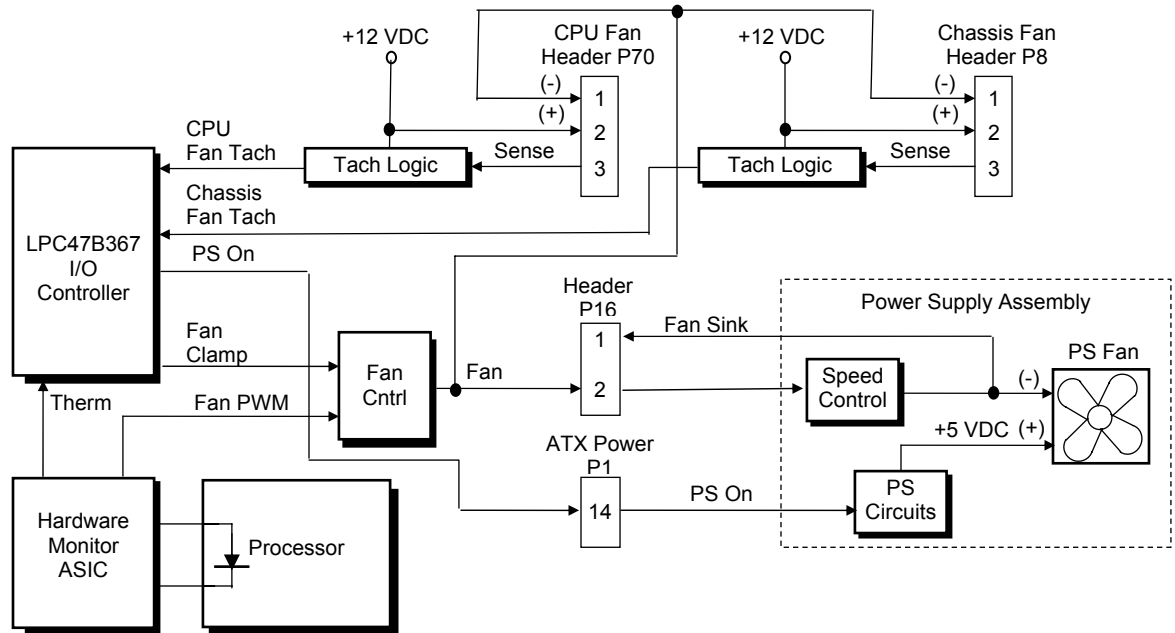 +12 VDC
CPU Fan
Header P70
+12 VDC
Chassis Fan
Header P8
(-)
1
(+)
2
Sense
3
Tach Logic
(-)
1
(+)
2
Sense
3
Tach Logic
CPU
Fan Tach
Chassis
Fan Tach
LPC47B367
I/O
Controller
PS On
Fan
Clamp
Therm
Fan PWM
Fan
Cntrl
Fan
Header
P16
1
2
Fan Sink
Power Supply Assembly
Speed
Control
PS Fan
(-)
+5 VDC
(+)
ATX Power
P1
14
PS On
PS
Circuits
Hardware
Monitor
ASIC
Processor